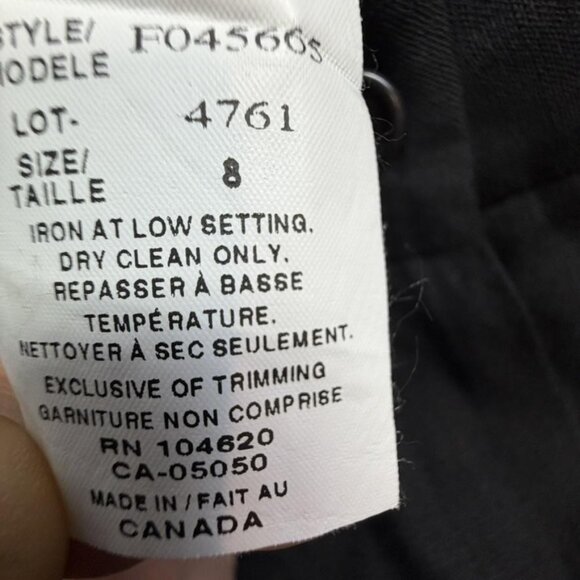 STYLE/ F04566s
MODELE
LOT- 4761
SIZE/ 8
TAILLE
IRON AT LOW SETTING.
DRY CLEAN ONLY.
REPASSER À BASSE
TEMPÉRATURE.
NETTOYER À SEC SEULEMENT.
EXCLUSIVE OF TRIMMING
GARNITURE NON COMPRISE
RN 104620
CA-05050
MADE IN / FAIT AU
CANADA